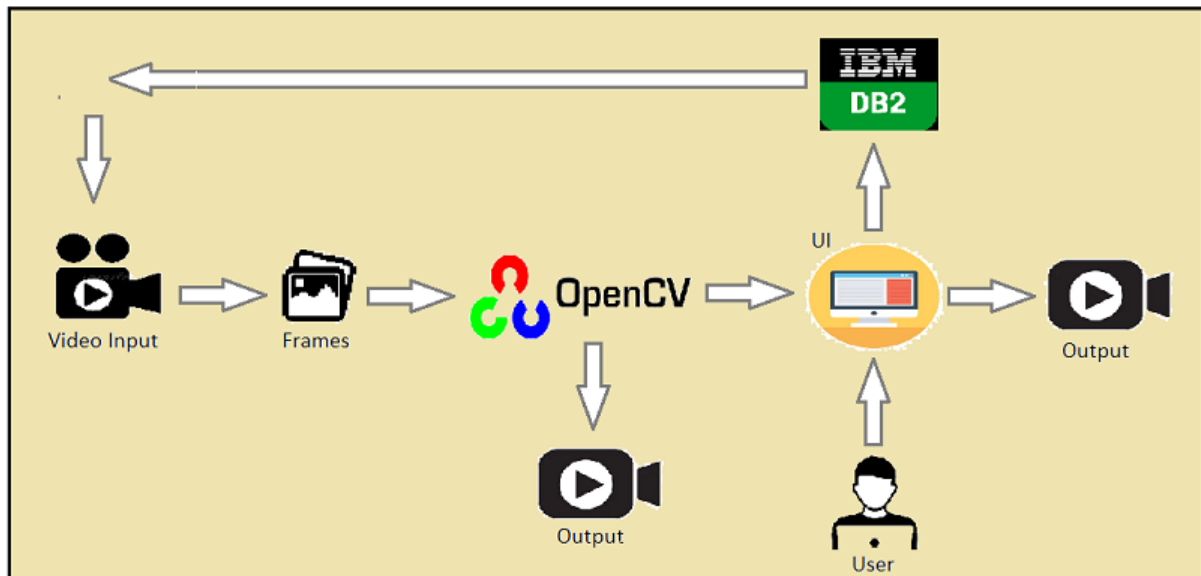 IBM
DB2
UI
OpenCV
Video Input
Frames
Output
Output
User